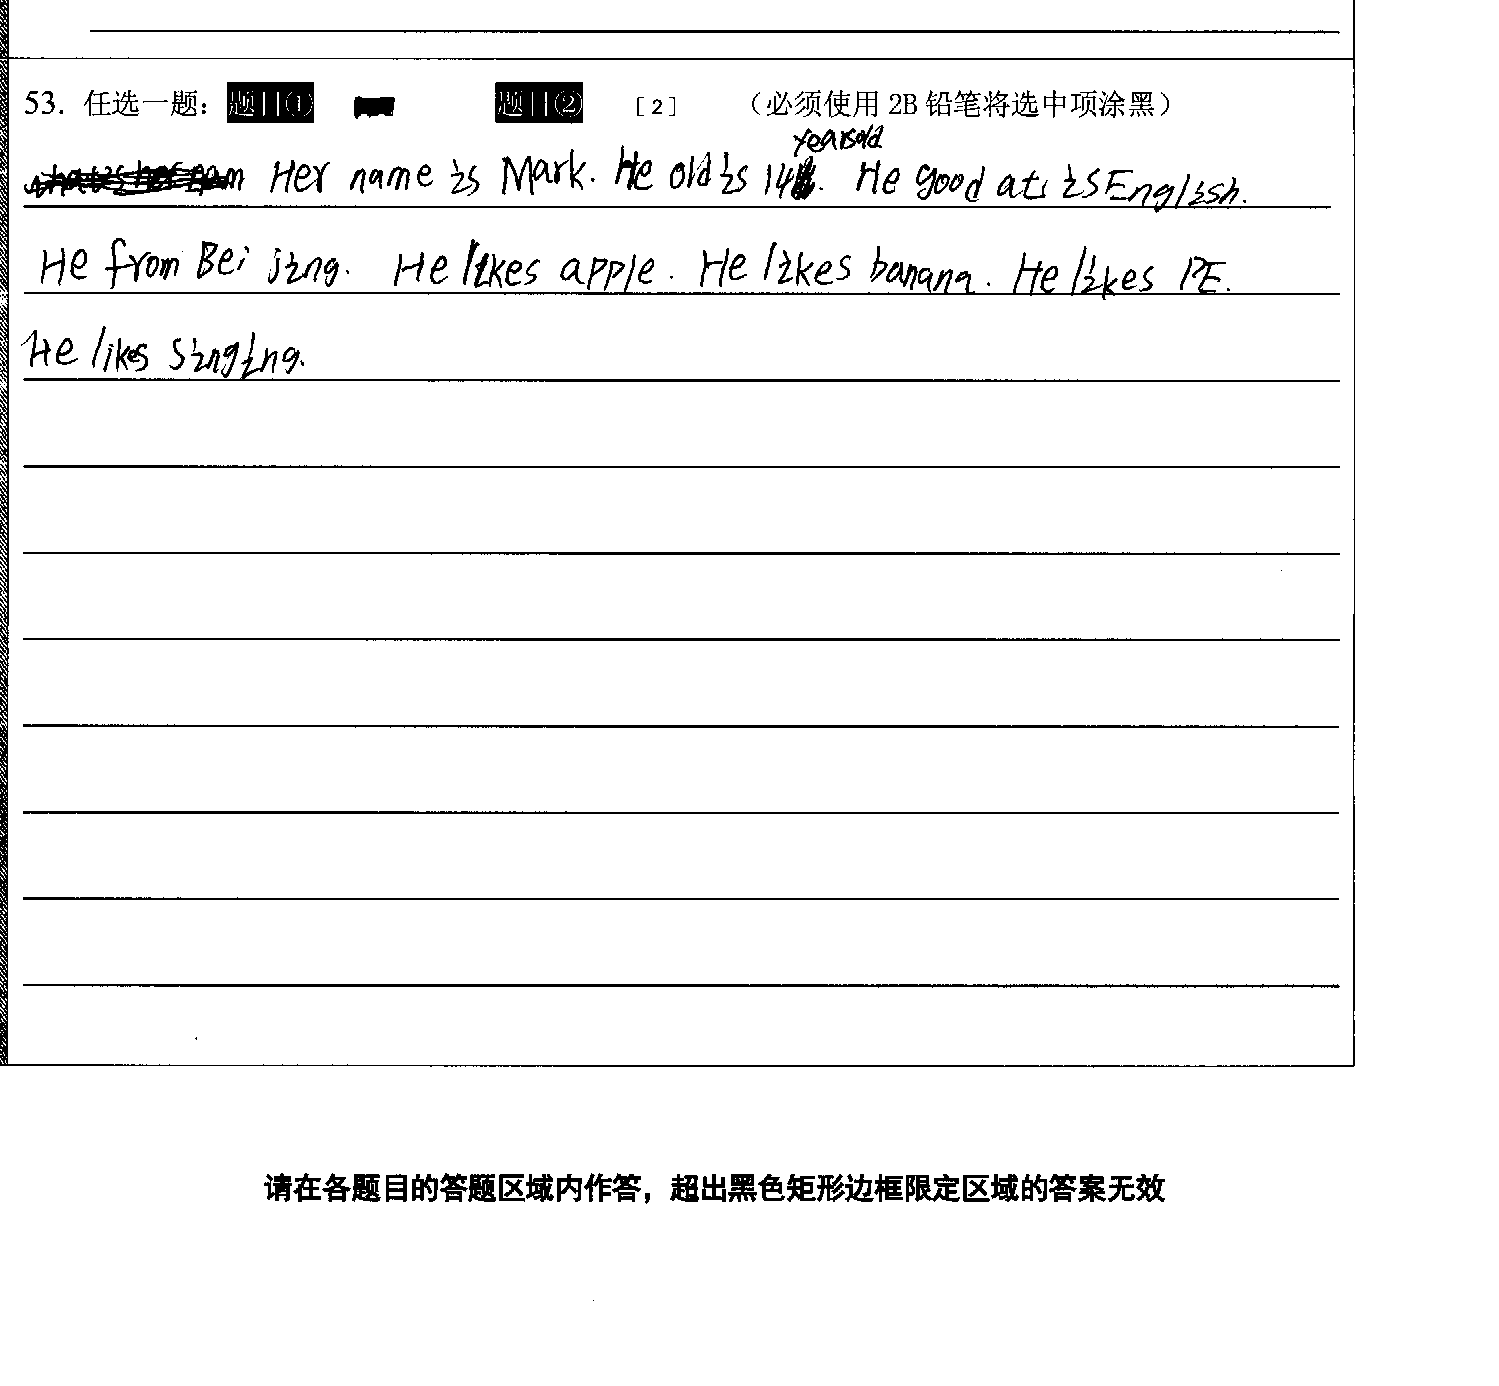 53. 任选一题：题目① 题目② [2] （必须使用 2B 铅笔将选中项涂黑）
years old
Her name is Mark. He old is 14. He good at is English.
He from Bei jing. He likes apple. He likes banana. He likes PE.
He likes singing.
请在各题目的答题区域内作答，超出黑色矩形边框限定区域的答案无效